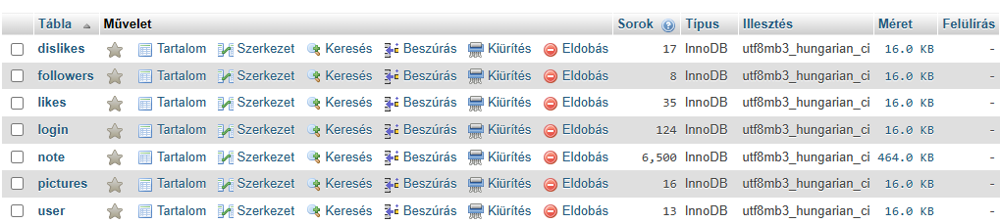 Tábla Művelet Sorok Típus Illesztés Méret Felülírás
dislikes Tartalom Szerkezet Keresés Beszúrás Kiürítés Eldobás 17 InnoDB utf8mb3_hungarian_ci 16.0 KB -
followers Tartalom Szerkezet Keresés Beszúrás Kiürítés Eldobás 8 InnoDB utf8mb3_hungarian_ci 16.0 KB -
likes Tartalom Szerkezet Keresés Beszúrás Kiürítés Eldobás 35 InnoDB utf8mb3_hungarian_ci 16.0 KB -
login Tartalom Szerkezet Keresés Beszúrás Kiürítés Eldobás 124 InnoDB utf8mb3_hungarian_ci 16.0 KB -
note Tartalom Szerkezet Keresés Beszúrás Kiürítés Eldobás 6,500 InnoDB utf8mb3_hungarian_ci 464.0 KB -
pictures Tartalom Szerkezet Keresés Beszúrás Kiürítés Eldobás 16 InnoDB utf8mb3_hungarian_ci 16.0 KB -
user Tartalom Szerkezet Keresés Beszúrás Kiürítés Eldobás 13 InnoDB utf8mb3_hungarian_ci 16.0 KB -